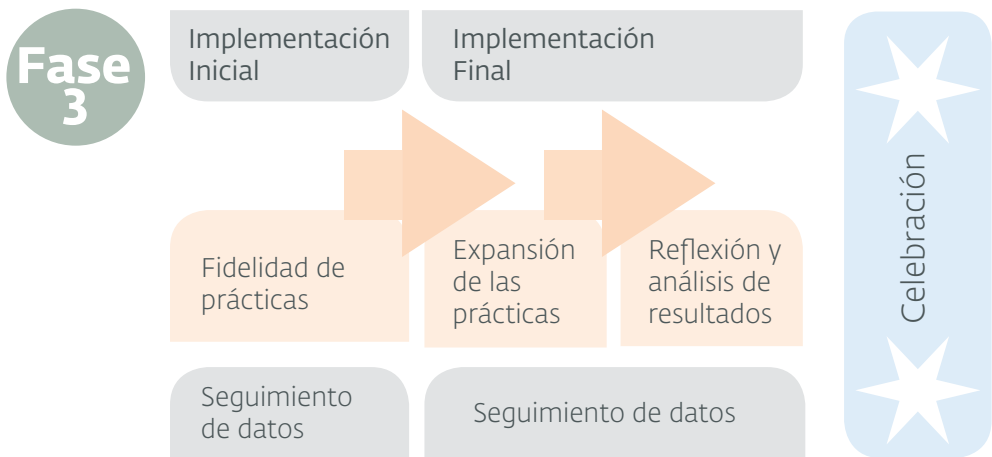 Fase
3
Implementación
Inicial
Implementación
Final
Fidelidad de
prácticas
Expansión
de las
prácticas
Reflexión y
análisis de
resultados
Seguimiento
de datos
Seguimiento de datos
Celebración